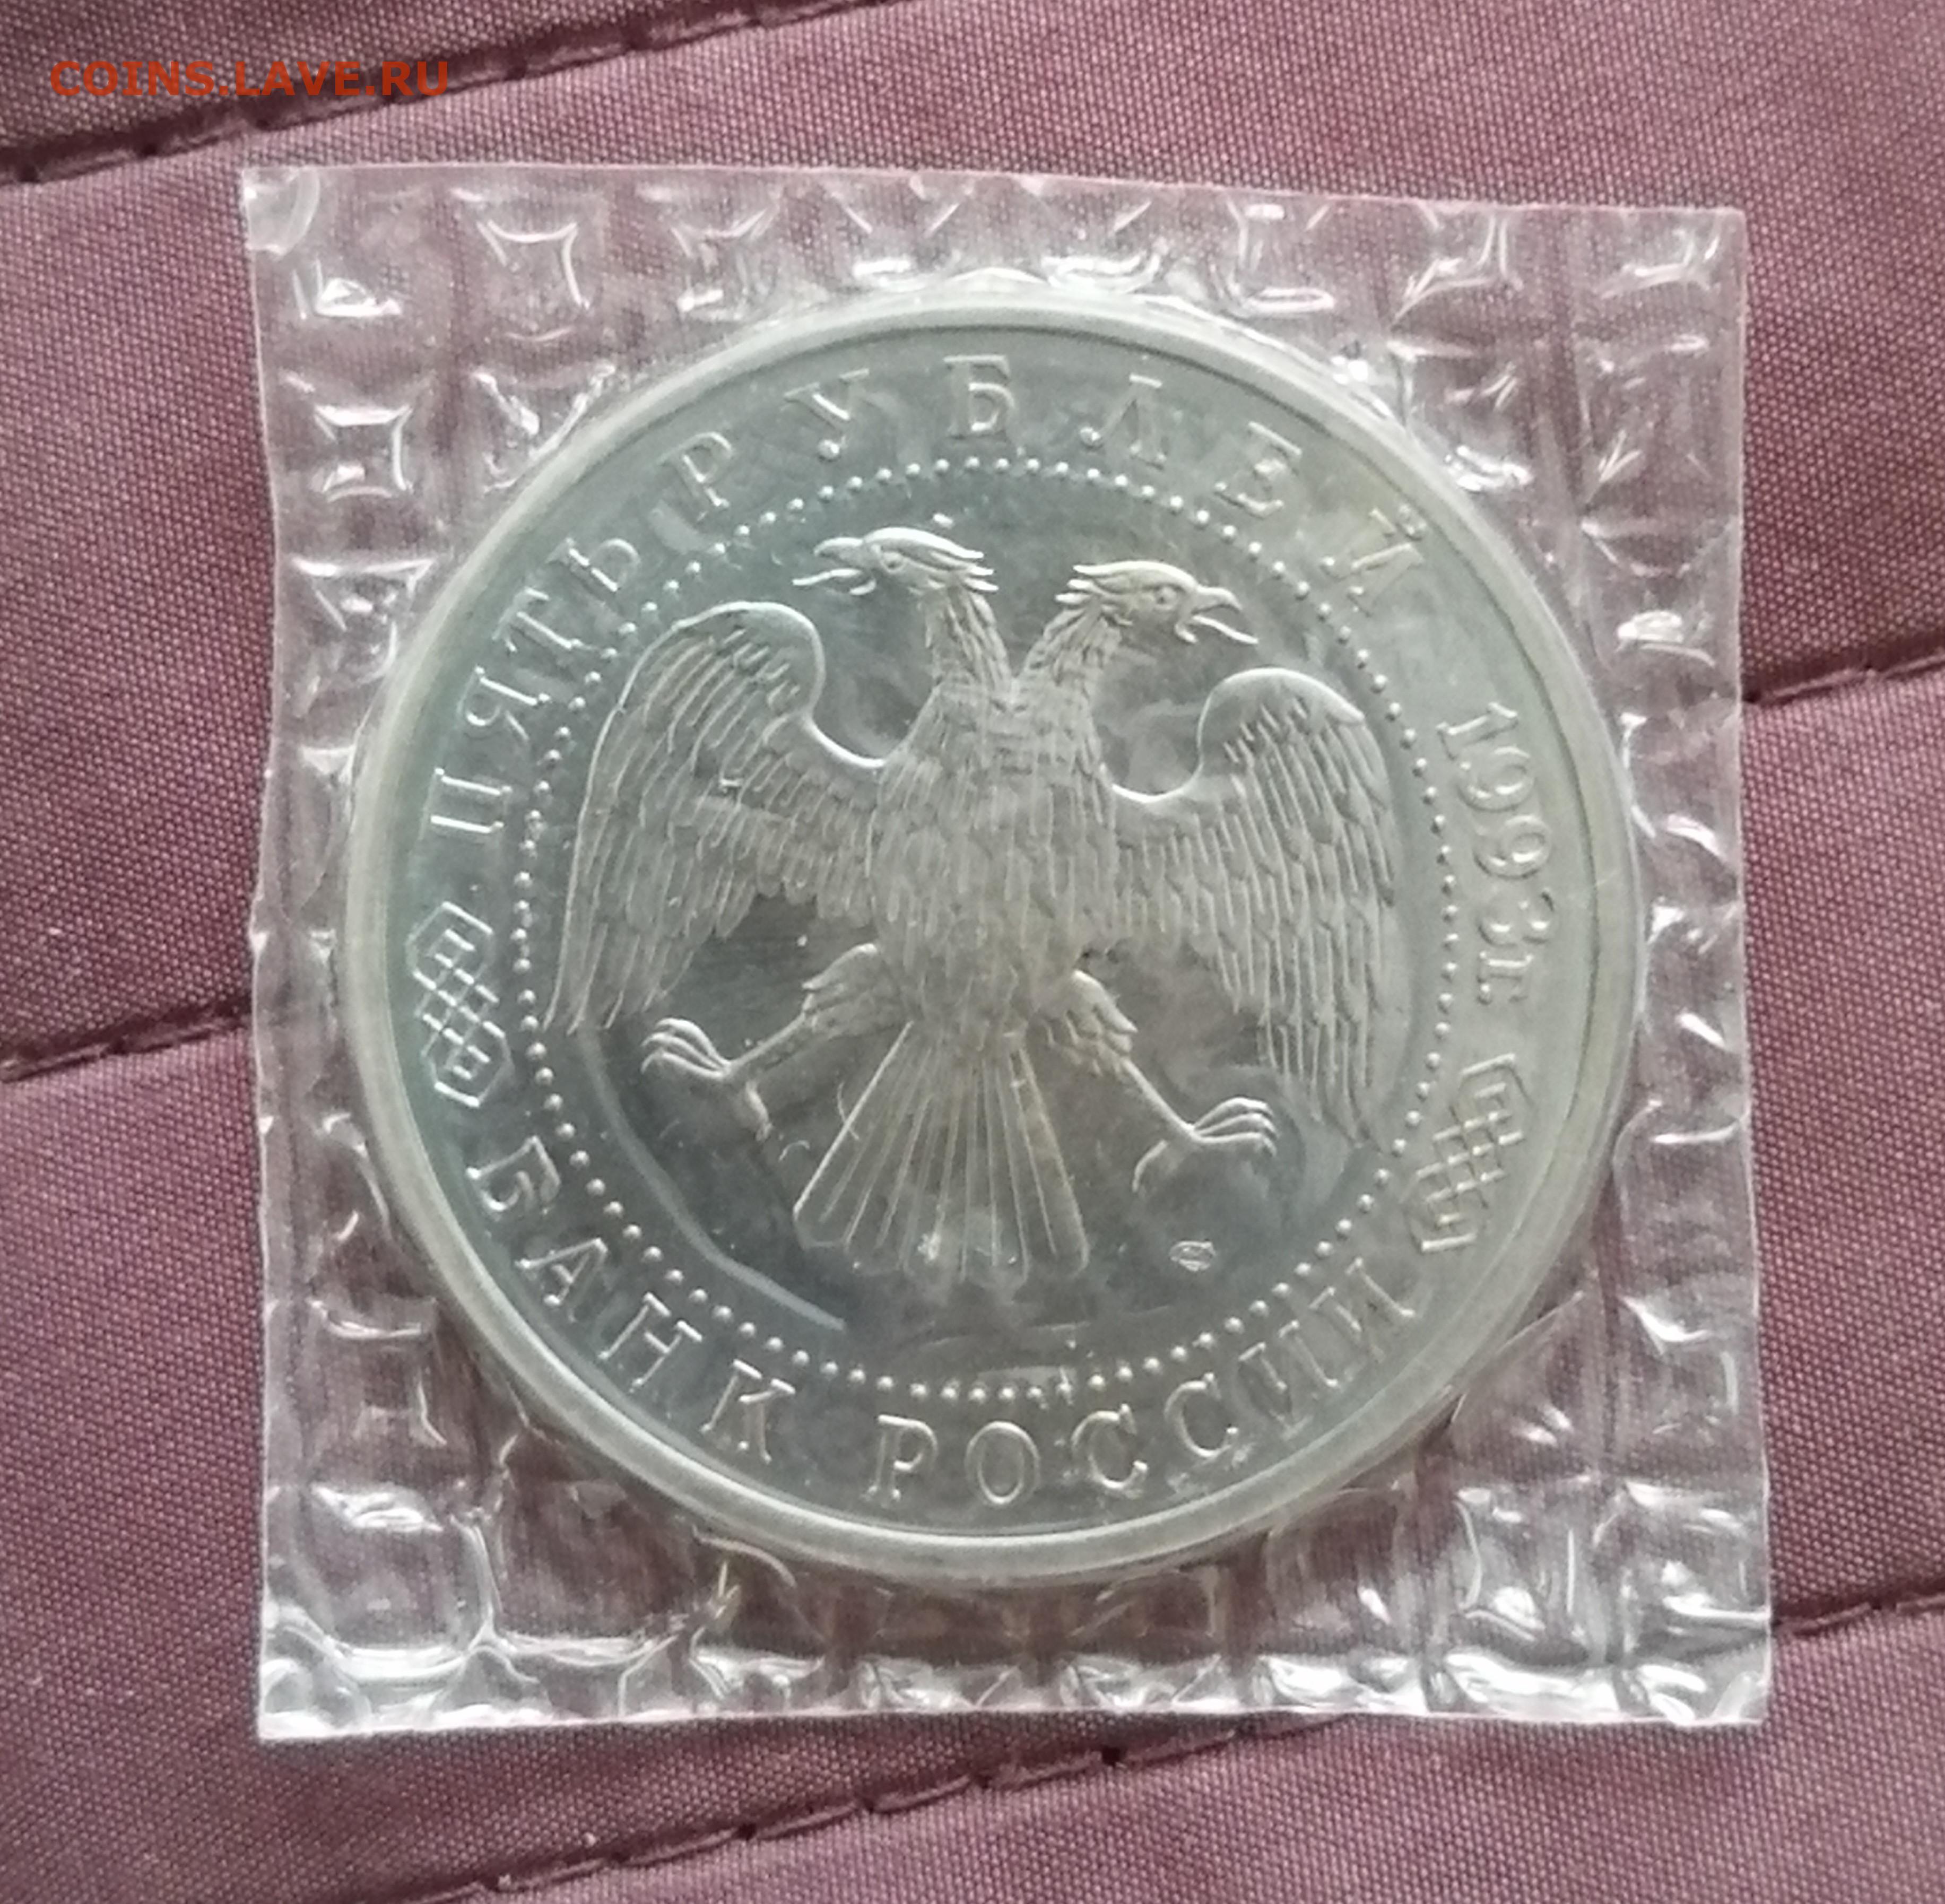 COINS.LAVE.RU
ПЯТЬ РУБЛЕЙ 1993г.
БАНК РОССИИ